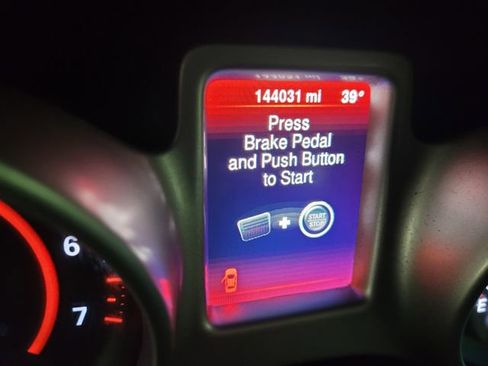 144031 mi 39°
Press
Brake Pedal
and Push Button
to Start
START
STOP
6
7
E